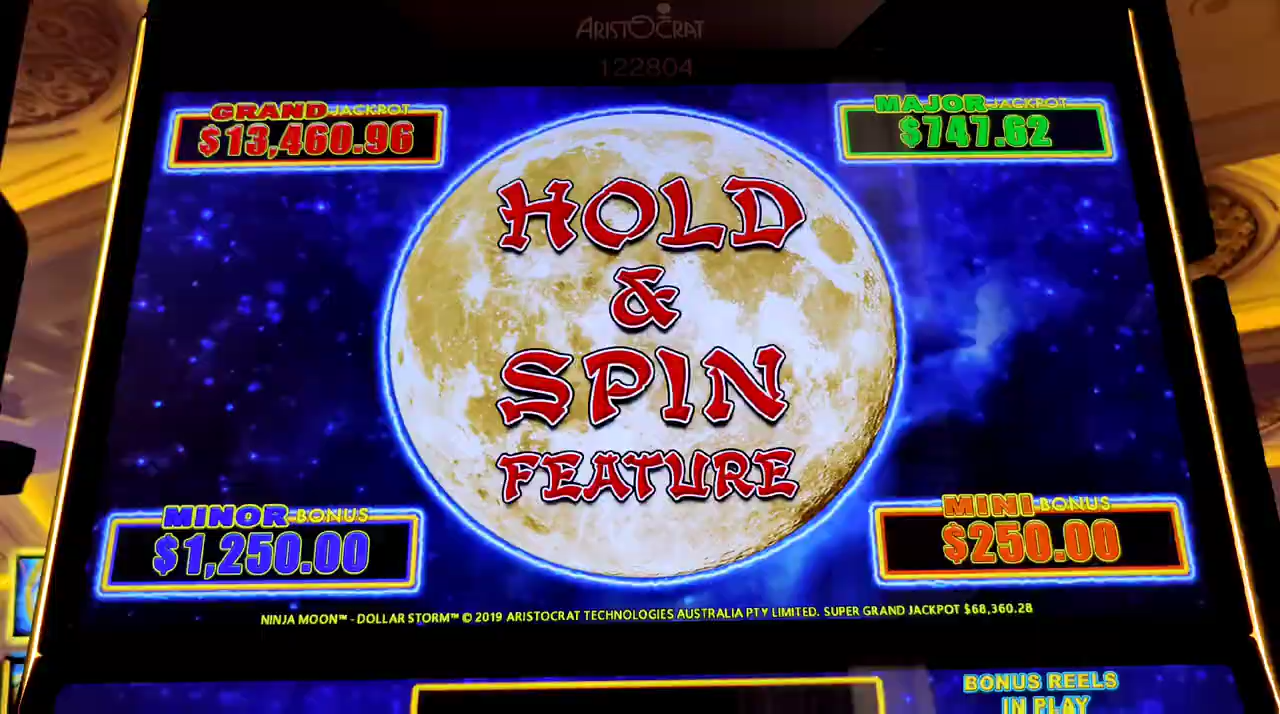 ARISTOCRAT
122804
GRAND JACKPOT
$13,460.96
MAJOR JACKPOT
$747.62
HOLD
&
SPIN
FEATURE
MINOR BONUS
$1,250.00
MINI BONUS
$250.00
NINJA MOON™ - DOLLAR STORM™ © 2019 ARISTOCRAT TECHNOLOGIES AUSTRALIA PTY LIMITED. SUPER GRAND JACKPOT $68,360.28
BONUS REELS
IN PLAY